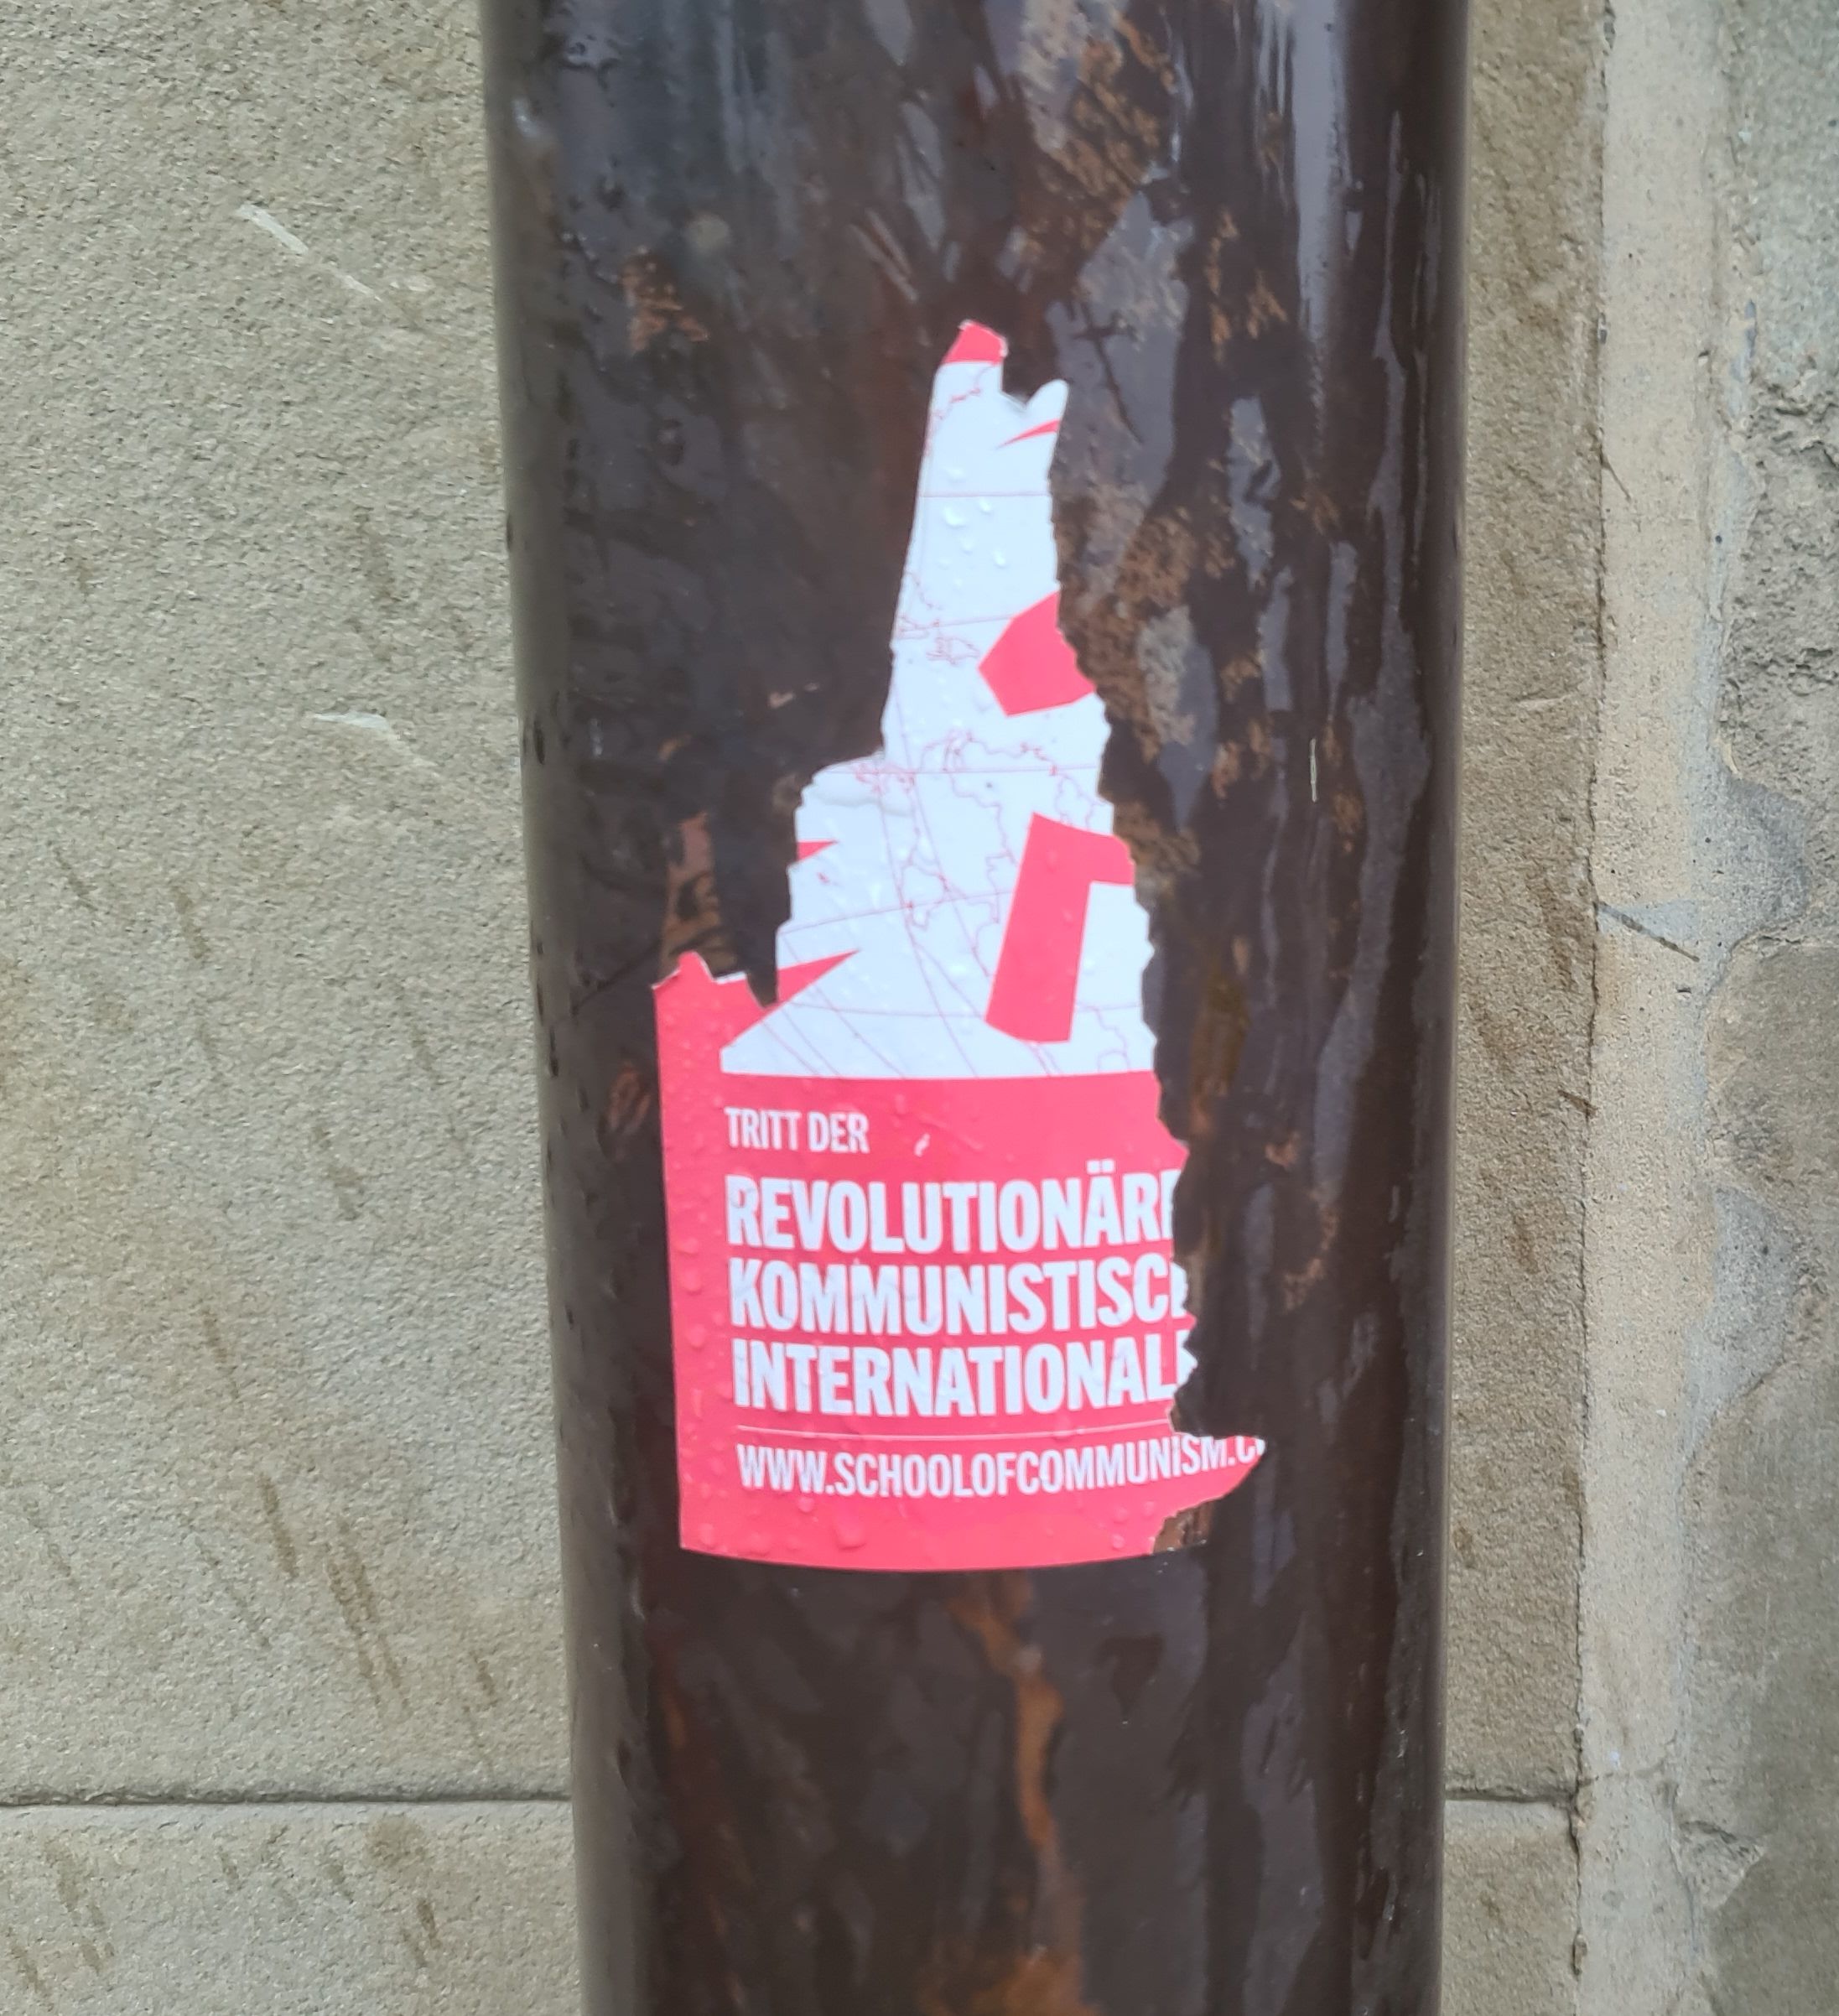 TRITT DER
REVOLUTIONÄRE
KOMMUNISTISCH
INTERNATIONALE
WWW.SCHOOLOFCOMMUNISM.C